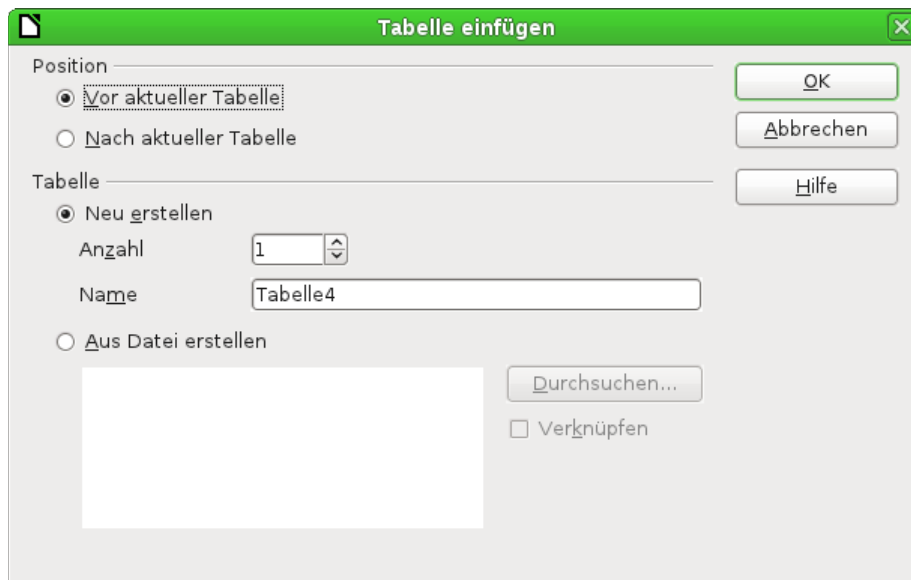 Tabelle einfügen
Position
Vor aktueller Tabelle
Nach aktueller Tabelle
OK
Abbrechen
Hilfe
Tabelle
Neu erstellen
Anzahl 1
Name Tabelle4
Aus Datei erstellen
Durchsuchen...
Verknüpfen